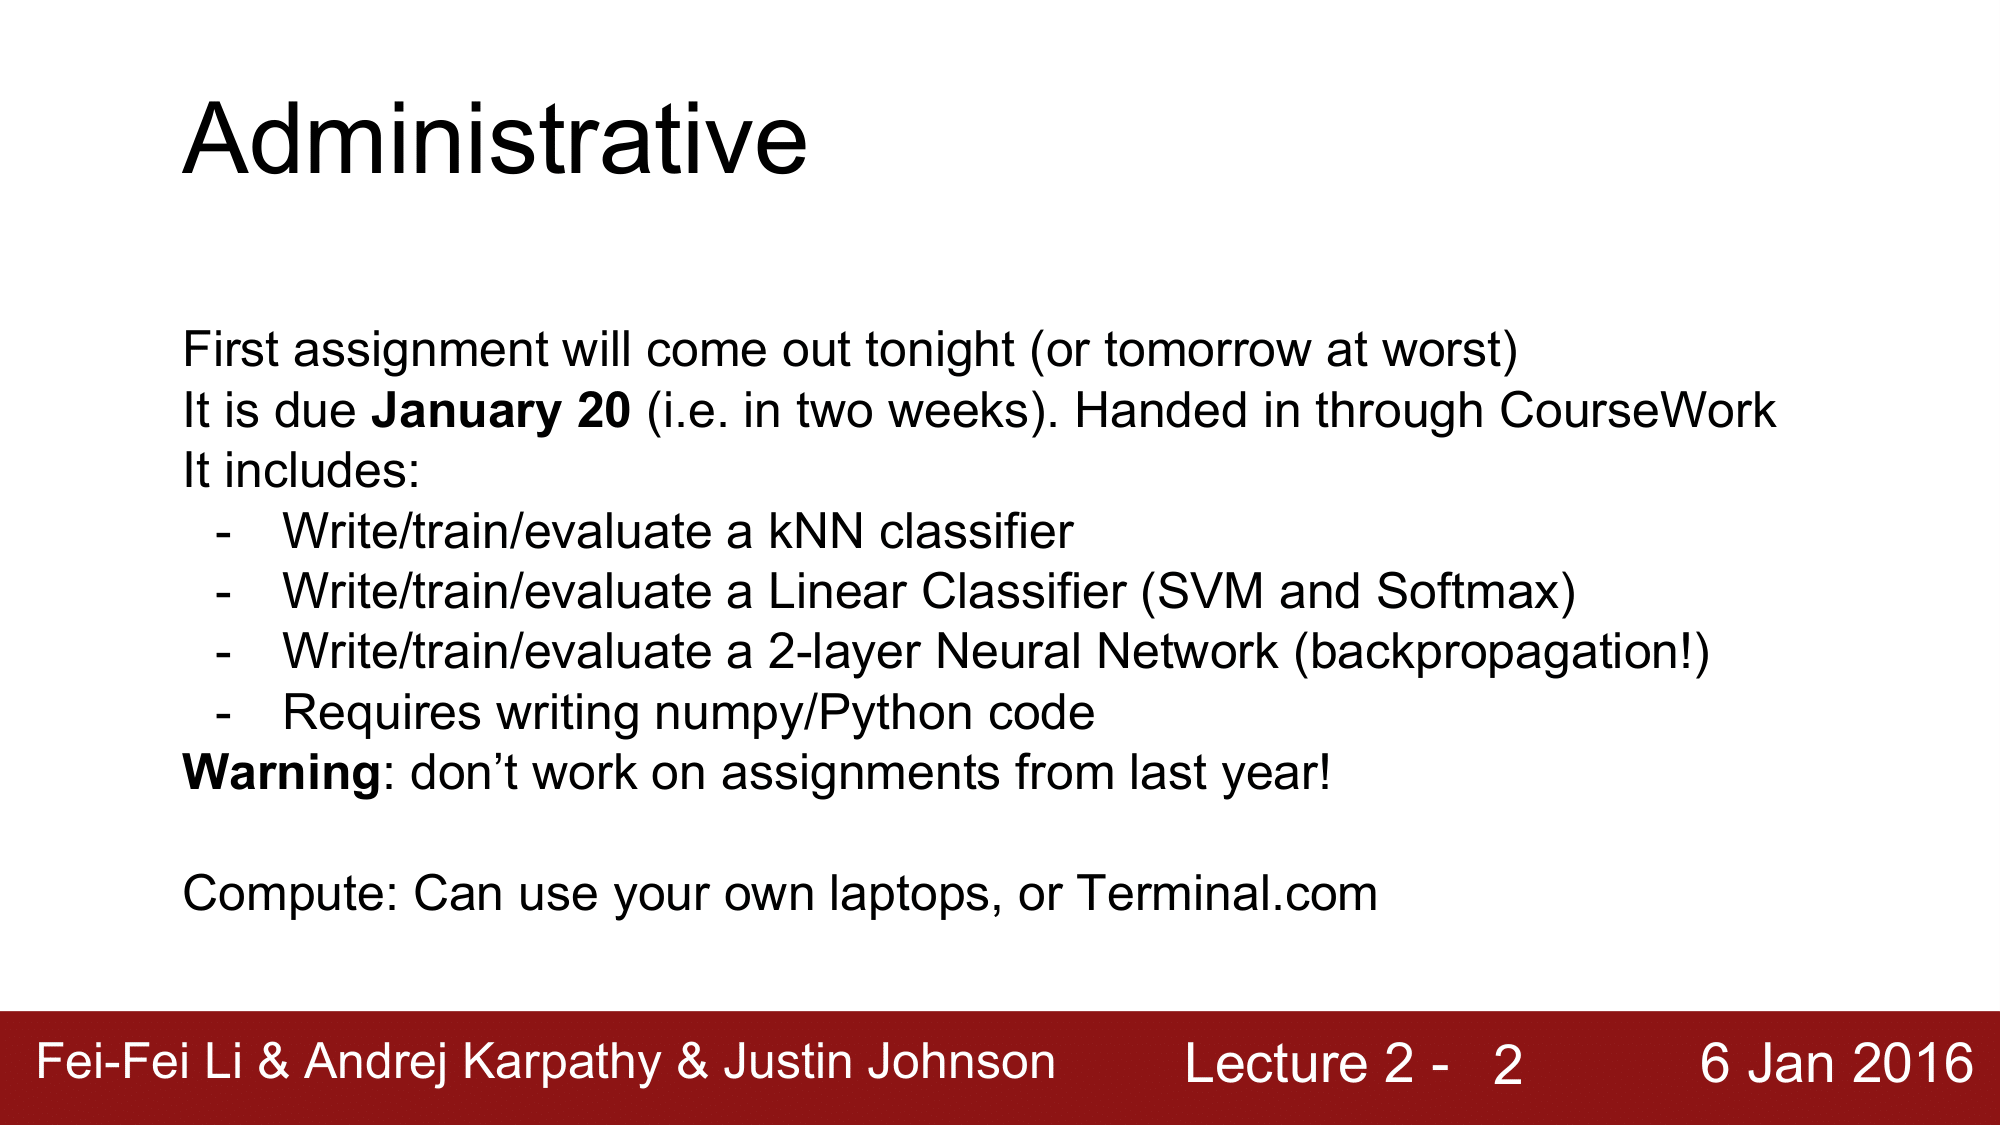 Administrative
First assignment will come out tonight (or tomorrow at worst)
It is due January 20 (i.e. in two weeks). Handed in through CourseWork
It includes:
- Write/train/evaluate a kNN classifier
- Write/train/evaluate a Linear Classifier (SVM and Softmax)
- Write/train/evaluate a 2-layer Neural Network (backpropagation!)
- Requires writing numpy/Python code
Warning: don’t work on assignments from last year!
Compute: Can use your own laptops, or Terminal.com
Fei-Fei Li & Andrej Karpathy & Justin Johnson Lecture 2 - 2 6 Jan 2016